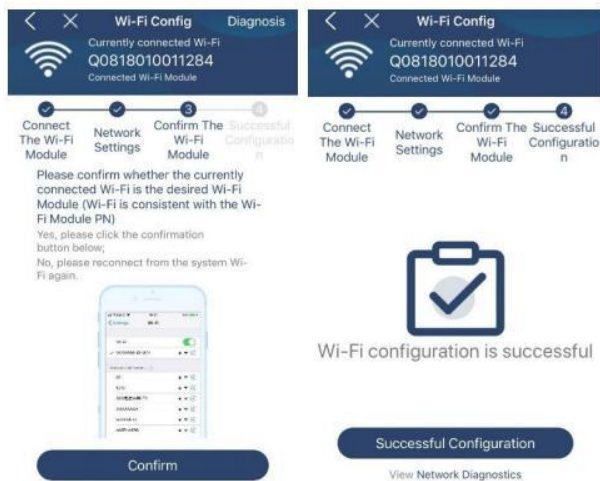 Wi-Fi Config Diagnosis
Currently connected Wi-Fi
Q0818010011284
Connected Wi-Fi Module
3
4
Connect
The Wi-Fi
Module
Network
Settings
Confirm The
Wi-Fi
Module
Successful
Configuratio
n
Please confirm whether the currently
connected Wi-Fi is the desired Wi-Fi
Module (Wi-Fi is consistent with the Wi-
Fi Module PN)
Yes, please click the confirmation
button below;
No, please reconnect from the system Wi-
Fi again.
Confirm
Wi-Fi Config
Currently connected Wi-Fi
Q0818010011284
Connected Wi-Fi Module
4
Connect
The Wi-Fi
Module
Network
Settings
Confirm The
Wi-Fi
Module
Successful
Configuratio
n
Wi-Fi configuration is successful
Successful Configuration
View Network Diagnostics